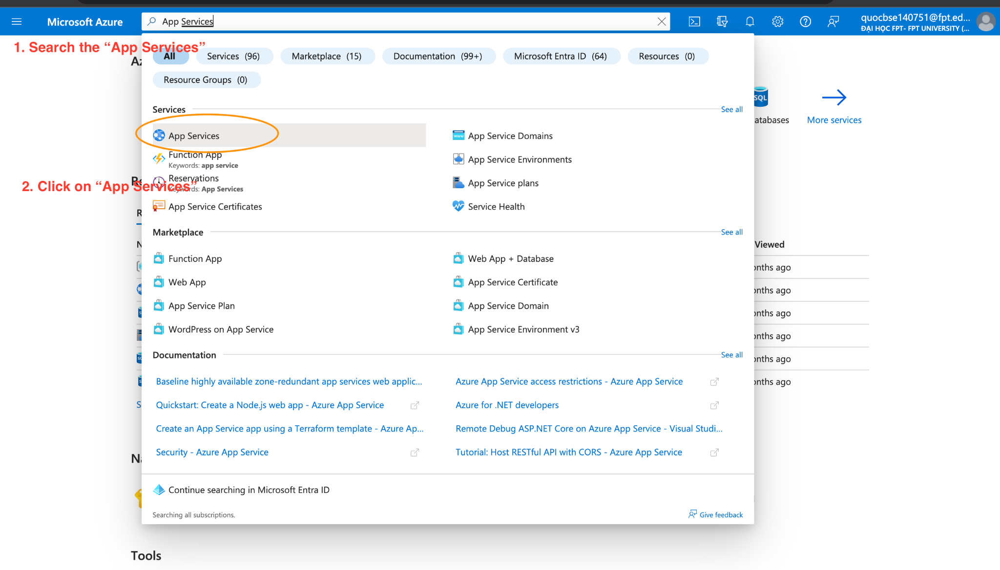 Microsoft Azure
App Services
quocbse140751@fpt.ed...
ĐẠI HỌC FPT- FPT UNIVERSITY (...
1. Search the “App Services”
All
Services (96)
Marketplace (15)
Documentation (99+)
Microsoft Entra ID (64)
Resources (0)
Resource Groups (0)
Services
See all
App Services
App Service Domains
Function App
Keywords: app service
App Service Environments
Reservations
Keywords: App Services
App Service plans
2. Click on “App Services”
App Service Certificates
Service Health
atabases
More services
Marketplace
See all
Function App
Web App + Database
Web App
App Service Certificate
App Service Plan
App Service Domain
WordPress on App Service
App Service Environment v3
Viewed
onths ago
onths ago
onths ago
onths ago
onths ago
onths ago
Documentation
See all
Baseline highly available zone-redundant app services web applic...
Azure App Service access restrictions - Azure App Service
Quickstart: Create a Node.js web app - Azure App Service
Azure for .NET developers
Create an App Service app using a Terraform template - Azure Ap...
Remote Debug ASP.NET Core on Azure App Service - Visual Studi...
Security - Azure App Service
Tutorial: Host RESTful API with CORS - Azure App Service
Continue searching in Microsoft Entra ID
Searching all subscriptions.
Give feedback
Tools